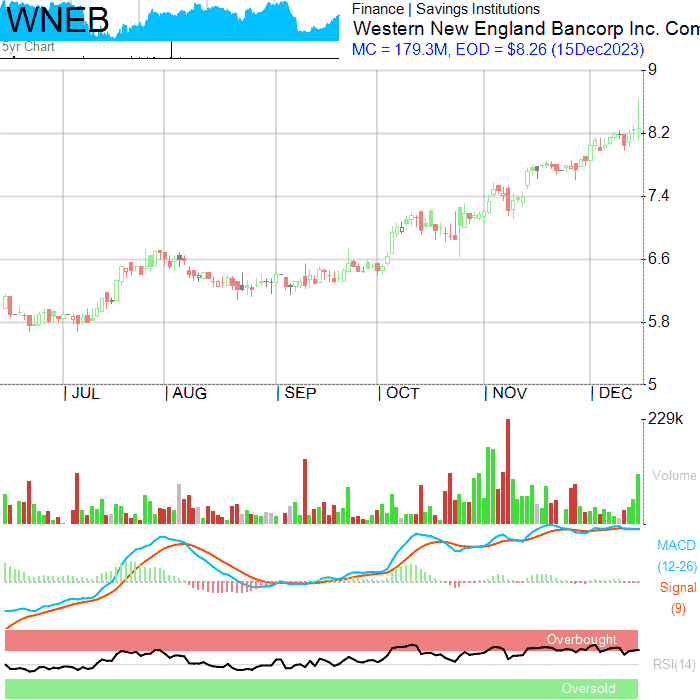 WNEB
5yr Chart
Finance | Savings Institutions
Western New England Bancorp Inc. Com
MC = 179.3M, EOD = $8.26 (15Dec2023)
9
8.2
7.4
6.6
5.8
5
JUL AUG SEP OCT NOV DEC
229k
Volume
MACD
(12-26)
Signal
(9)
Overbought
RSI(14)
Oversold